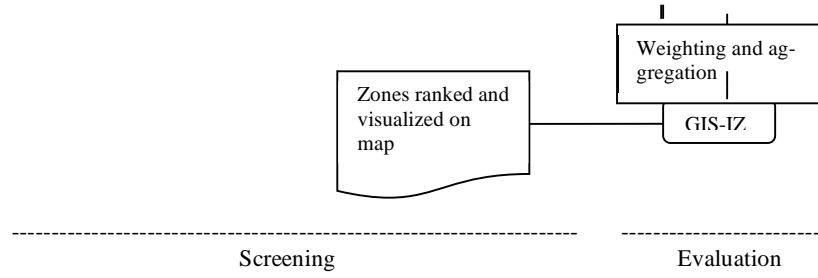 Weighting and ag-
gregation
Zones ranked and
visualized on
map
GIS-IZ
Screening
Evaluation